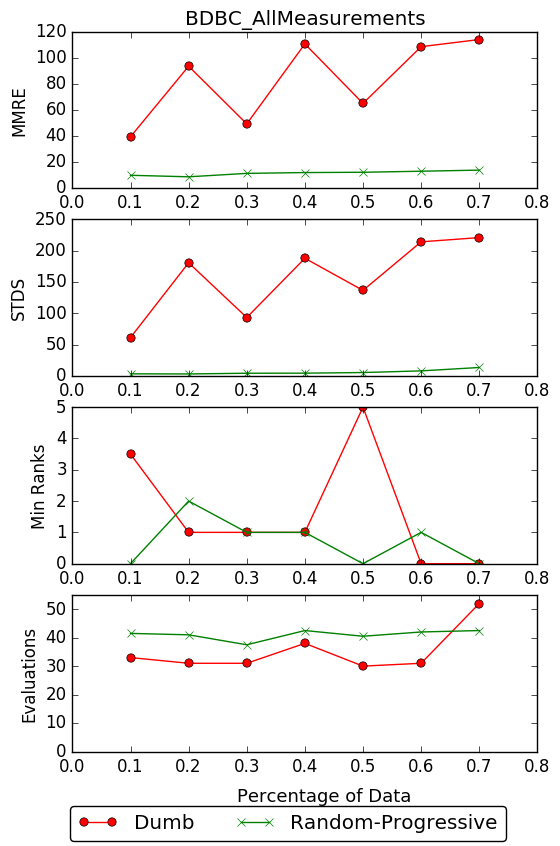 BDBC_AllMeasurements
120
100
80
60
40
20
0
MMRE
0.0 0.1 0.2 0.3 0.4 0.5 0.6 0.7 0.8
250
200
150
100
50
0
STDS
0.0 0.1 0.2 0.3 0.4 0.5 0.6 0.7 0.8
5
4
3
2
1
0
Min Ranks
0.0 0.1 0.2 0.3 0.4 0.5 0.6 0.7 0.8
50
40
30
20
10
0
Evaluations
0.0 0.1 0.2 0.3 0.4 0.5 0.6 0.7 0.8
Percentage of Data
Dumb Random-Progressive